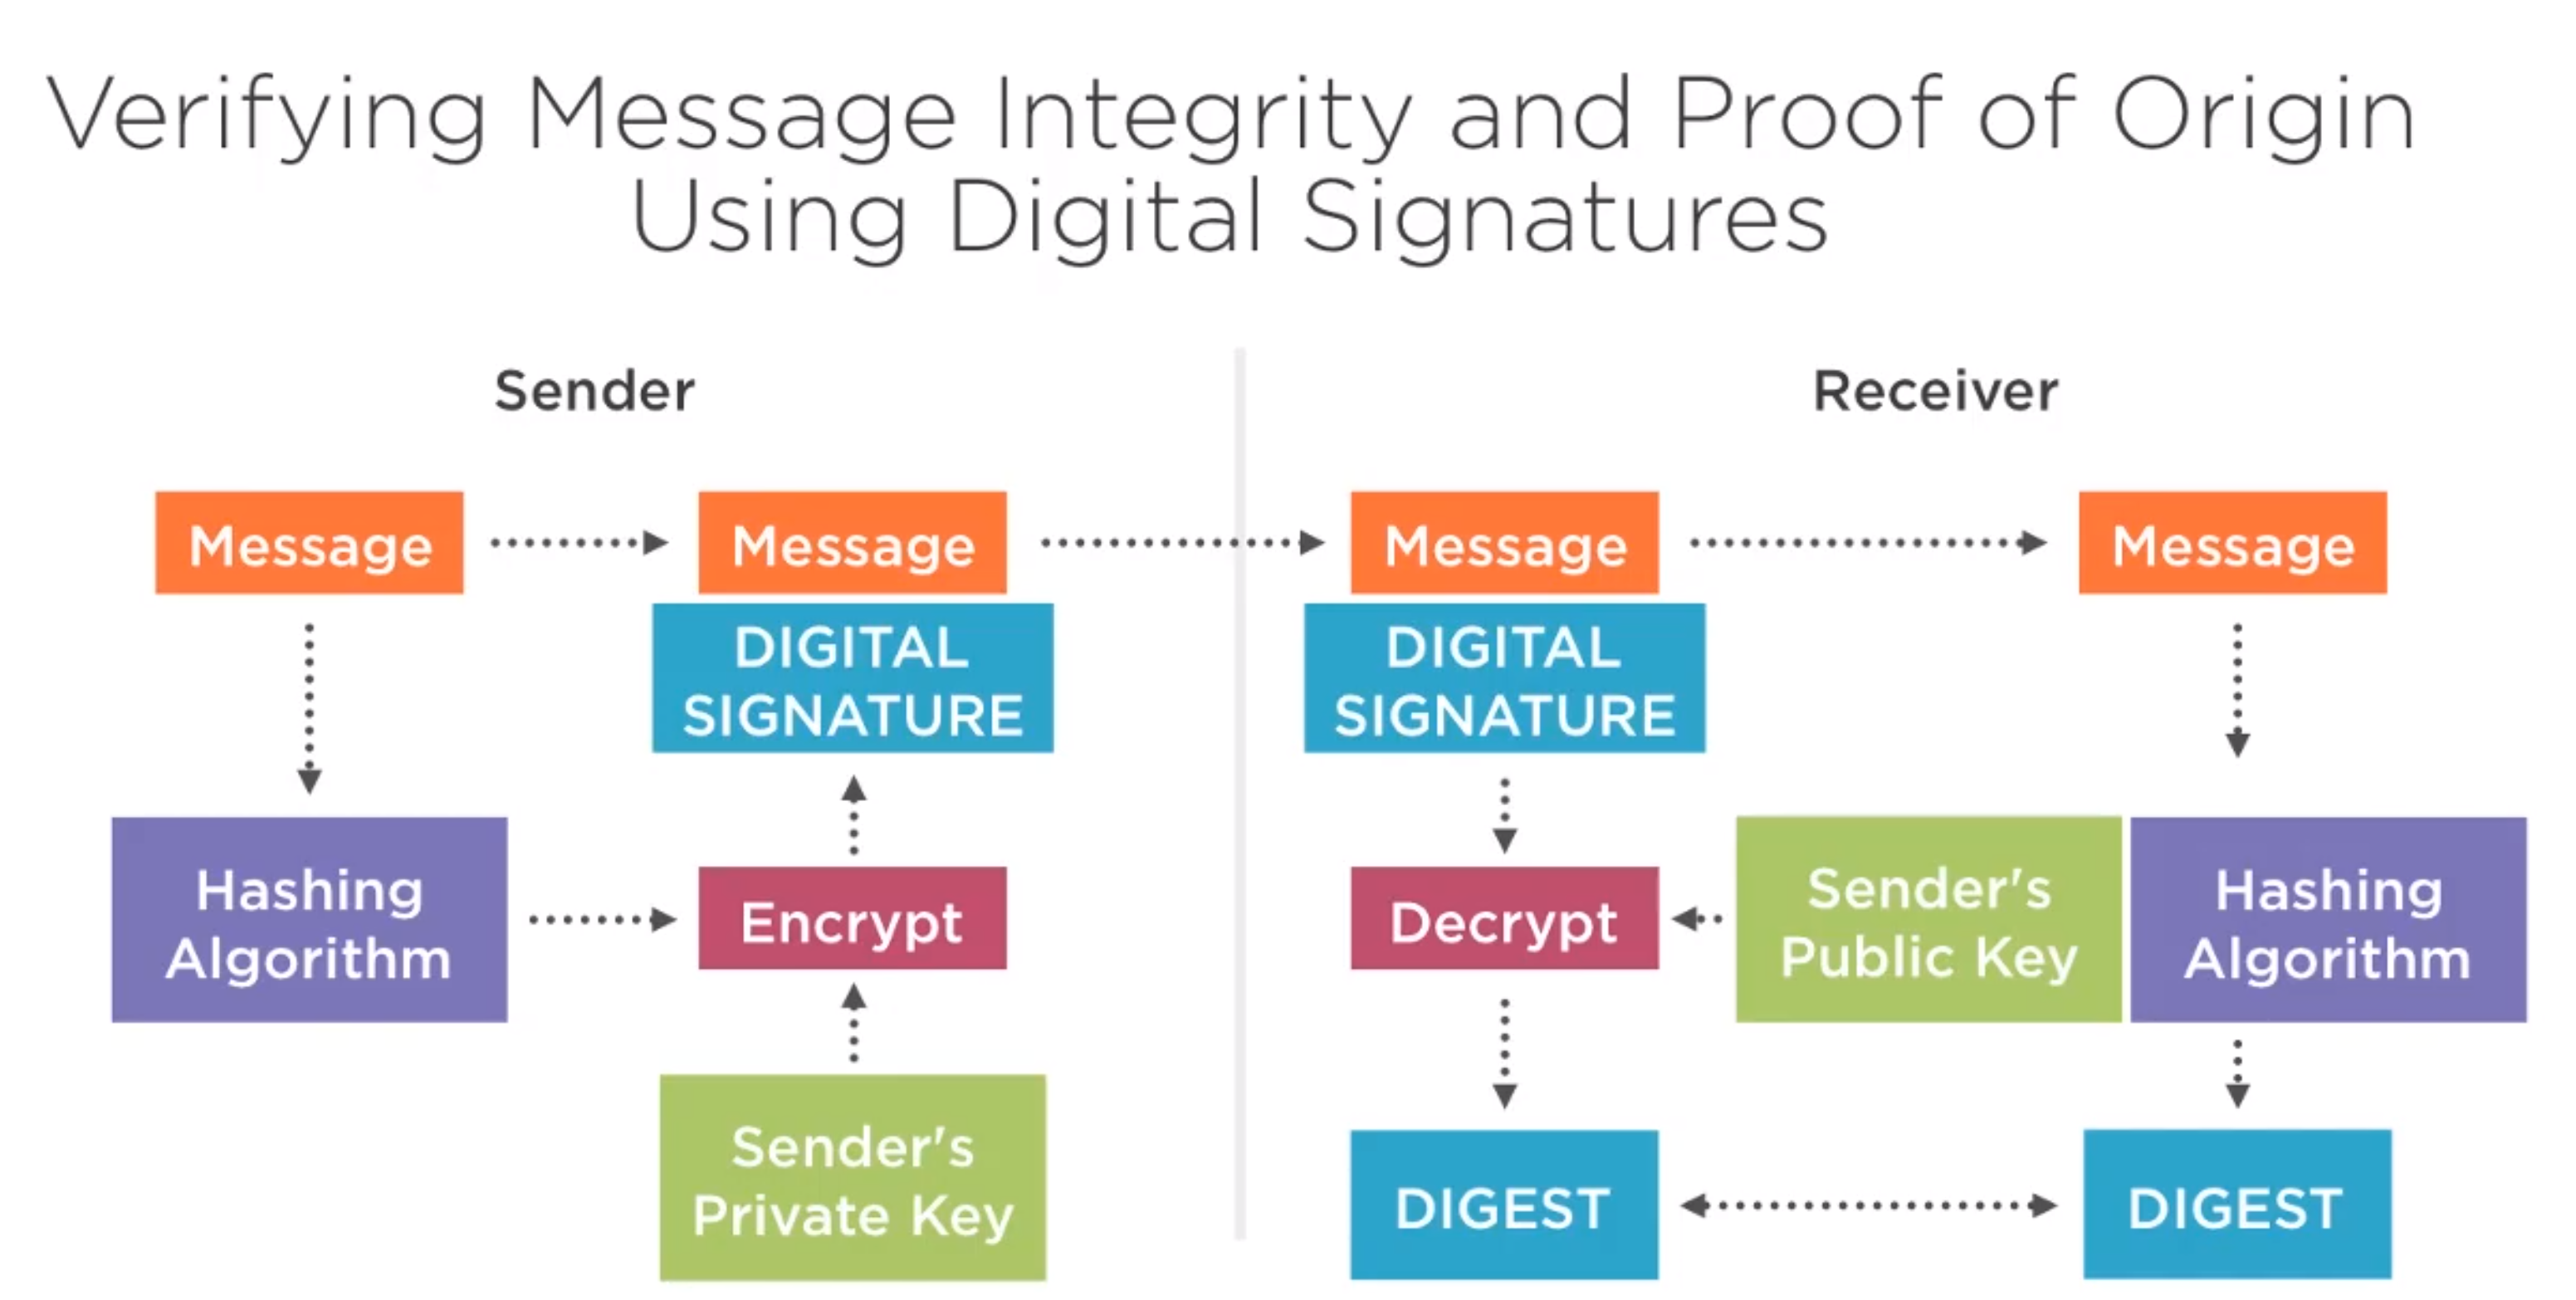 Verifying Message Integrity and Proof of Origin
Using Digital Signatures
Sender
Receiver
Message
Message
Message
Message
DIGITAL
SIGNATURE
DIGITAL
SIGNATURE
Hashing
Algorithm
Encrypt
Decrypt
Sender's
Public Key
Hashing
Algorithm
Sender's
Private Key
DIGEST
DIGEST